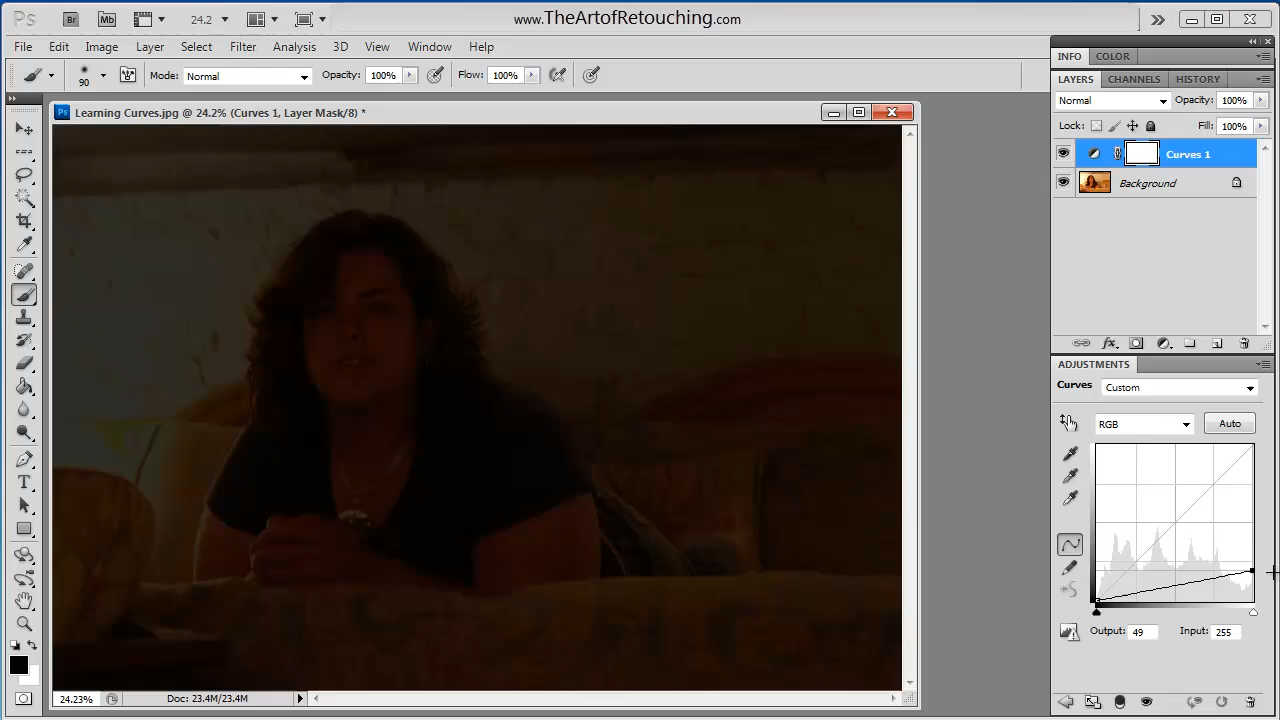 Ps Br Mb 24.2 www.TheArtofRetouching.com
File Edit Image Layer Select Filter Analysis 3D View Window Help
90 Mode: Normal Opacity: 100% Flow: 100%
INFO COLOR
LAYERS CHANNELS HISTORY
Normal Opacity: 100%
Lock: Fill: 100%
Ps Learning Curves.jpg @ 24.2% (Curves 1, Layer Mask/8) *
Curves 1
Background
ADJUSTMENTS
Curves Custom
RGB Auto
Output: 49 Input: 255
24.23% Doc: 23.4M/23.4M